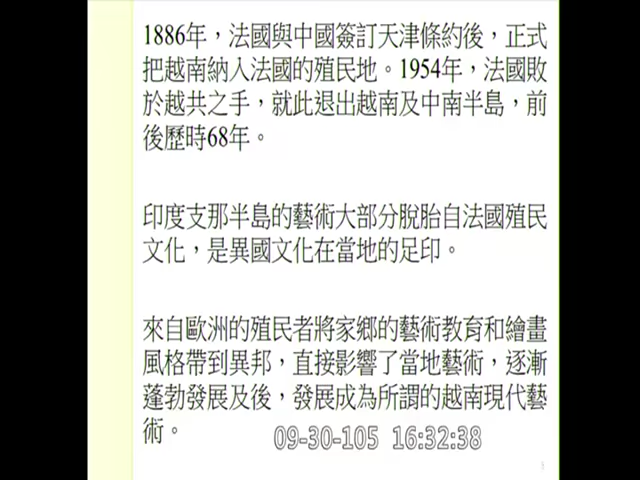 1886年，法國與中國簽訂天津條約後，正式
把越南納入法國的殖民地。1954年，法國敗
於越共之手，就此退出越南及中南半島，前
後歷時68年。
印度支那半島的藝術大部分脫胎自法國殖民
文化，是異國文化在當地的足印。
來自歐洲的殖民者將家鄉的藝術教育和繪畫
風格帶到異邦，直接影響了當地藝術，逐漸
蓬勃發展及後，發展成為所謂的越南現代藝
術。
09-30-105 16:32:38
5